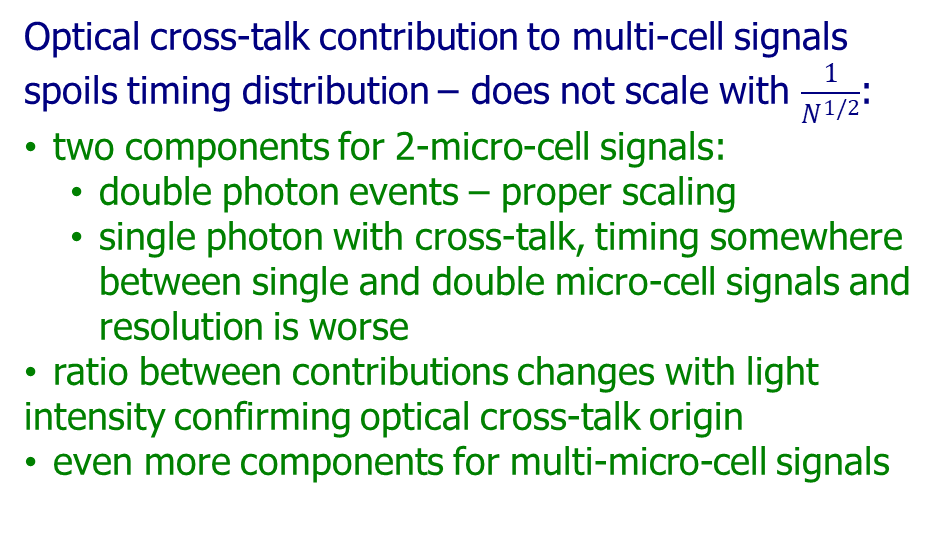 Optical cross-talk contribution to multi-cell signals
spoils timing distribution – does not scale with 1/N^1/2:
• two components for 2-micro-cell signals:
• double photon events – proper scaling
• single photon with cross-talk, timing somewhere
between single and double micro-cell signals and
resolution is worse
• ratio between contributions changes with light
intensity confirming optical cross-talk origin
• even more components for multi-micro-cell signals